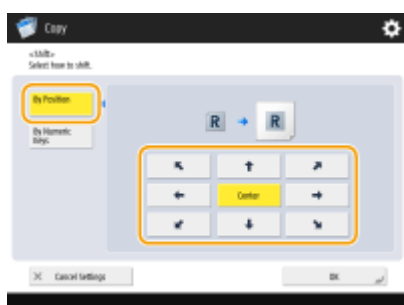 Copy
<Shift>
Select how to shift.
By Position
By Numeric
Keys
R
R
Center
Cancel Settings
OK